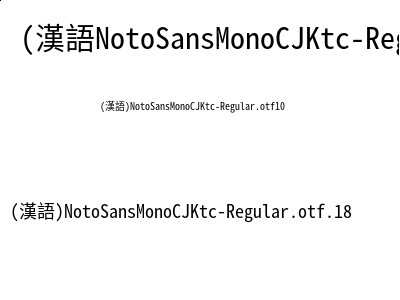 (漢語NotoSansMonoCJKtc-Reg
(漢語)NotoSansMonoCJKtc-Regular.otf10
(漢語)NotoSansMonoCJKtc-Regular.otf.18